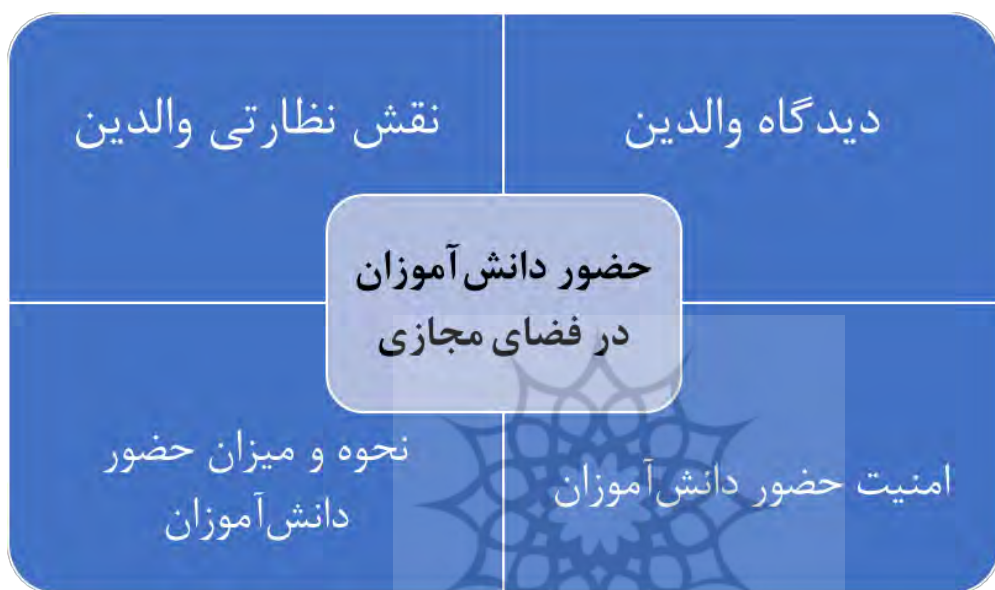 دیدگاه والدین
نقش نظارتی والدین
حضور دانش‌آموزان
در فضای مجازی
امنیت حضور دانش‌آموزان
نحوه و میزان حضور
دانش‌آموزان